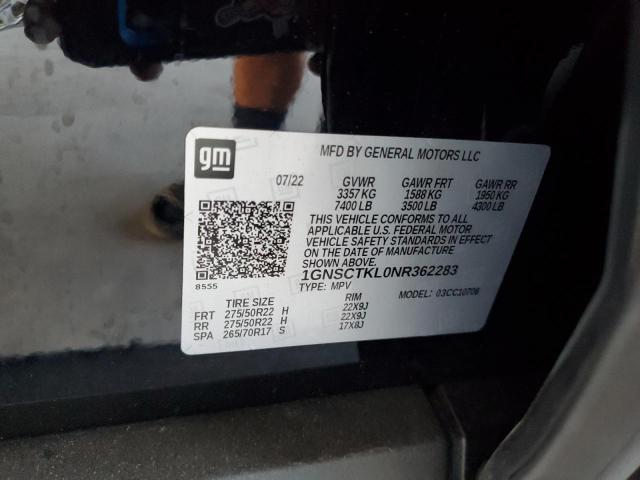 gm
MFD BY GENERAL MOTORS LLC
07/22 GVWR GAWR FRT GAWR RR
3357 KG 1588 KG 1950 KG
7400 LB 3500 LB 4300 LB
THIS VEHICLE CONFORMS TO ALL
APPLICABLE U.S. FEDERAL MOTOR
VEHICLE SAFETY STANDARDS IN EFFECT
ON THE DATE OF MANUFACTURE
SHOWN ABOVE.
1GNSCTKL0NR362283
8555 TYPE: MPV MODEL: 03CC10706
TIRE SIZE RIM
FRT 275/50R22 H 22X9J
RR 275/50R22 H 22X9J
SPA 265/70R17 S 17X8J